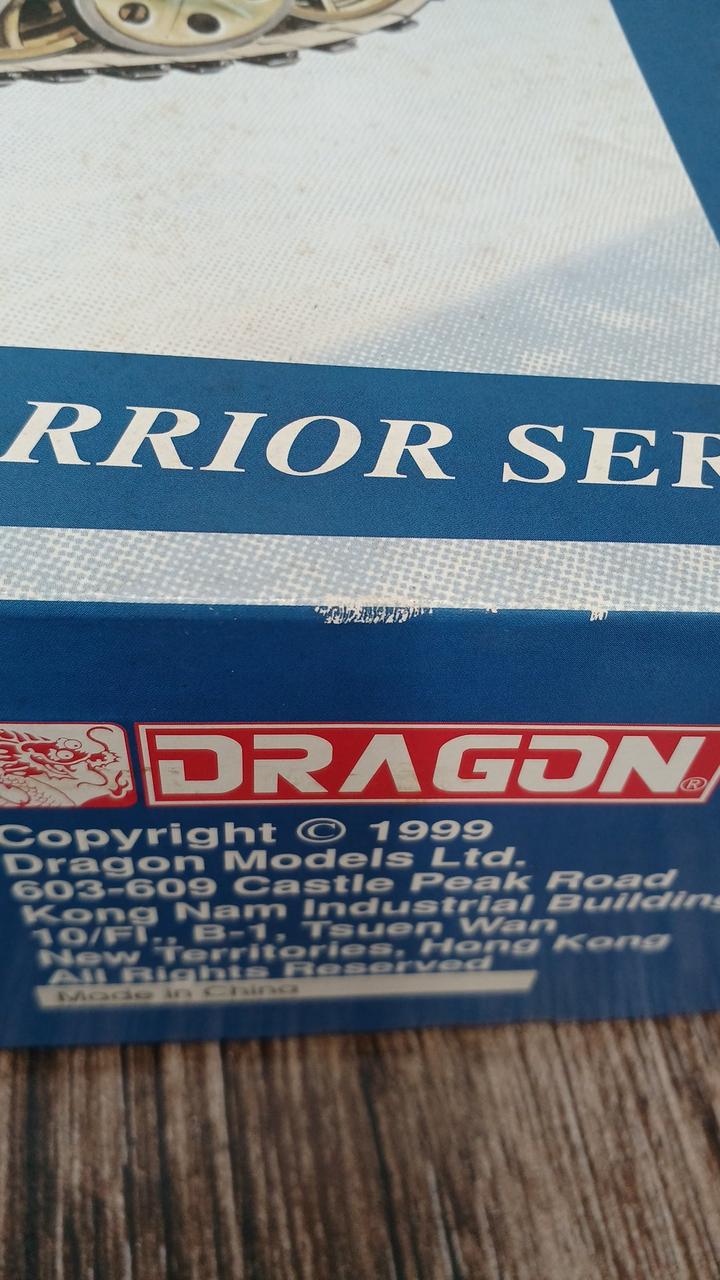 RRIOR SER
DRAGON®
Copyright © 1999
Dragon Models Ltd.
603-609 Castle Peak Road
Kong Nam Industrial Building
10/Fl., B-1, Tsuen Wan
New Territories, Hong Kong
All Rights Reserved
Made in China